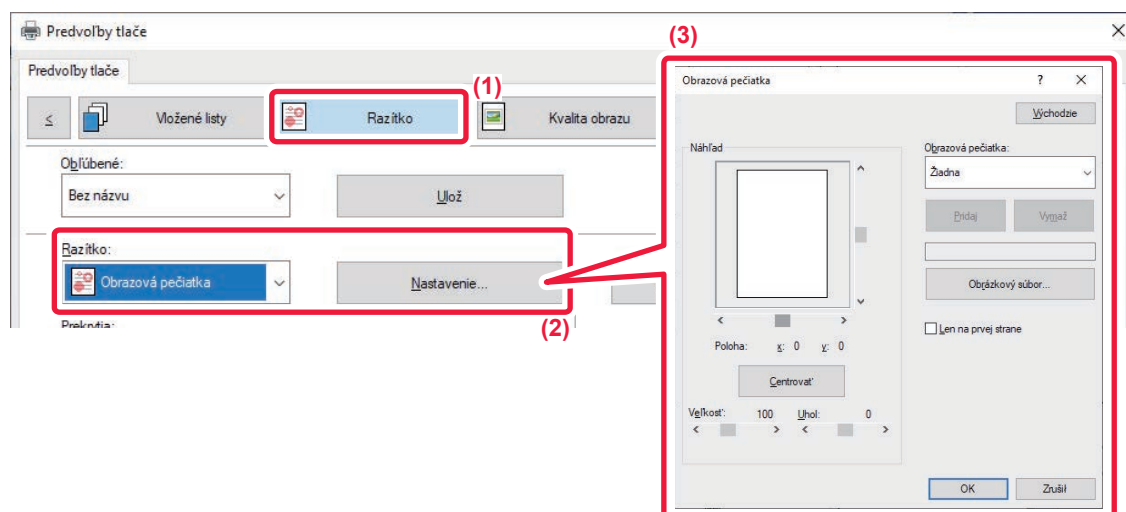 Predvoľby tlače
Predvoľby tlače
(1)
<
Vložené listy
Razítko
Kvalita obrazu
Obľúbené:
Bez názvu
Ulož
Razítko:
Obrazová pečiatka
Nastavenie...
(2)
Prekrytia:
(3)
Obrazová pečiatka
? X
Východzie
Náhľad
Obrazová pečiatka:
Žiadna
Pridaj
Vymaž
Obrázkový súbor...
Len na prvej strane
Poloha: x: 0 y: 0
Centrovať
Veľkosť: 100 Uhol: 0
OK
Zrušiť